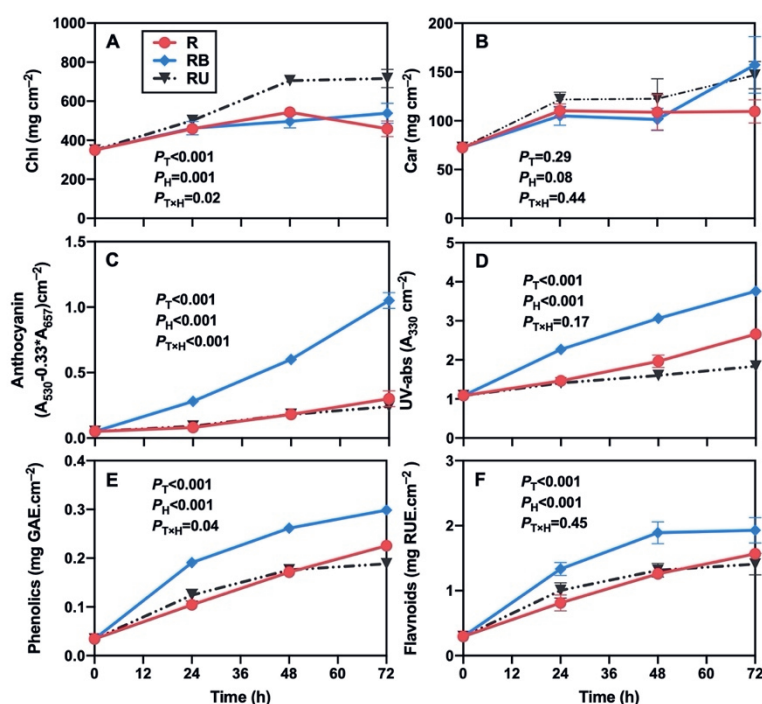 A
R
RB
RU
Chl (mg cm⁻²)
1000
800
600
400
200
0
P_T<0.001
P_H=0.001
P_T×H=0.02
B
Car (mg cm⁻²)
200
150
100
50
0
P_T=0.29
P_H=0.08
P_T×H=0.44
C
Anthocyanin
(A₅₃₀-0.33*A₆₅₇)cm⁻²
1.5
1.0
0.5
0.0
P_T<0.001
P_H<0.001
P_T×H<0.001
D
UV-abs (A₃₃₀ cm⁻²)
5
4
3
2
1
0
P_T<0.001
P_H<0.001
P_T×H=0.17
E
Phenolics (mg GAE.cm⁻²)
0.4
0.3
0.2
0.1
0.0
P_T<0.001
P_H<0.001
P_T×H=0.04
0 12 24 36 48 60 72
Time (h)
F
Flavnoids (mg RUE.cm⁻²)
3
2
1
0
P_T<0.001
P_H<0.001
P_T×H=0.45
0 12 24 36 48 60 72
Time (h)